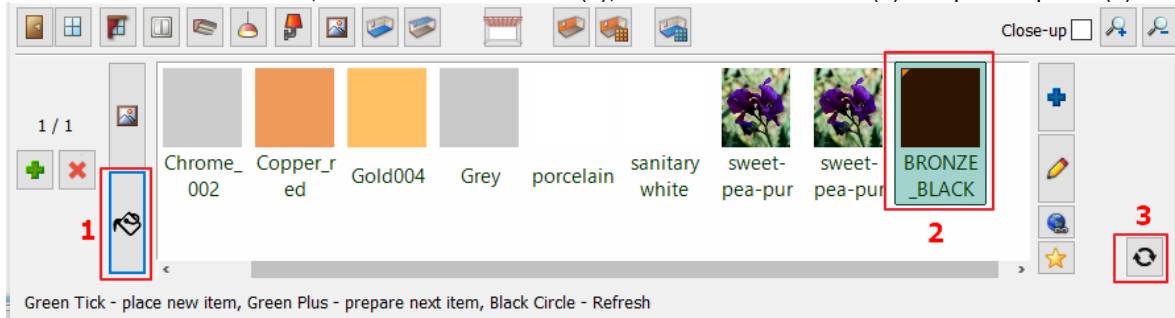 Close-up
1 / 1
Chrome_
002
Copper_r
ed
Gold004
Grey
porcelain
sanitary
white
sweet-
pea-pur
sweet-
pea-pur
BRONZE
_BLACK
1
2
3
Green Tick - place new item, Green Plus - prepare next item, Black Circle - Refresh